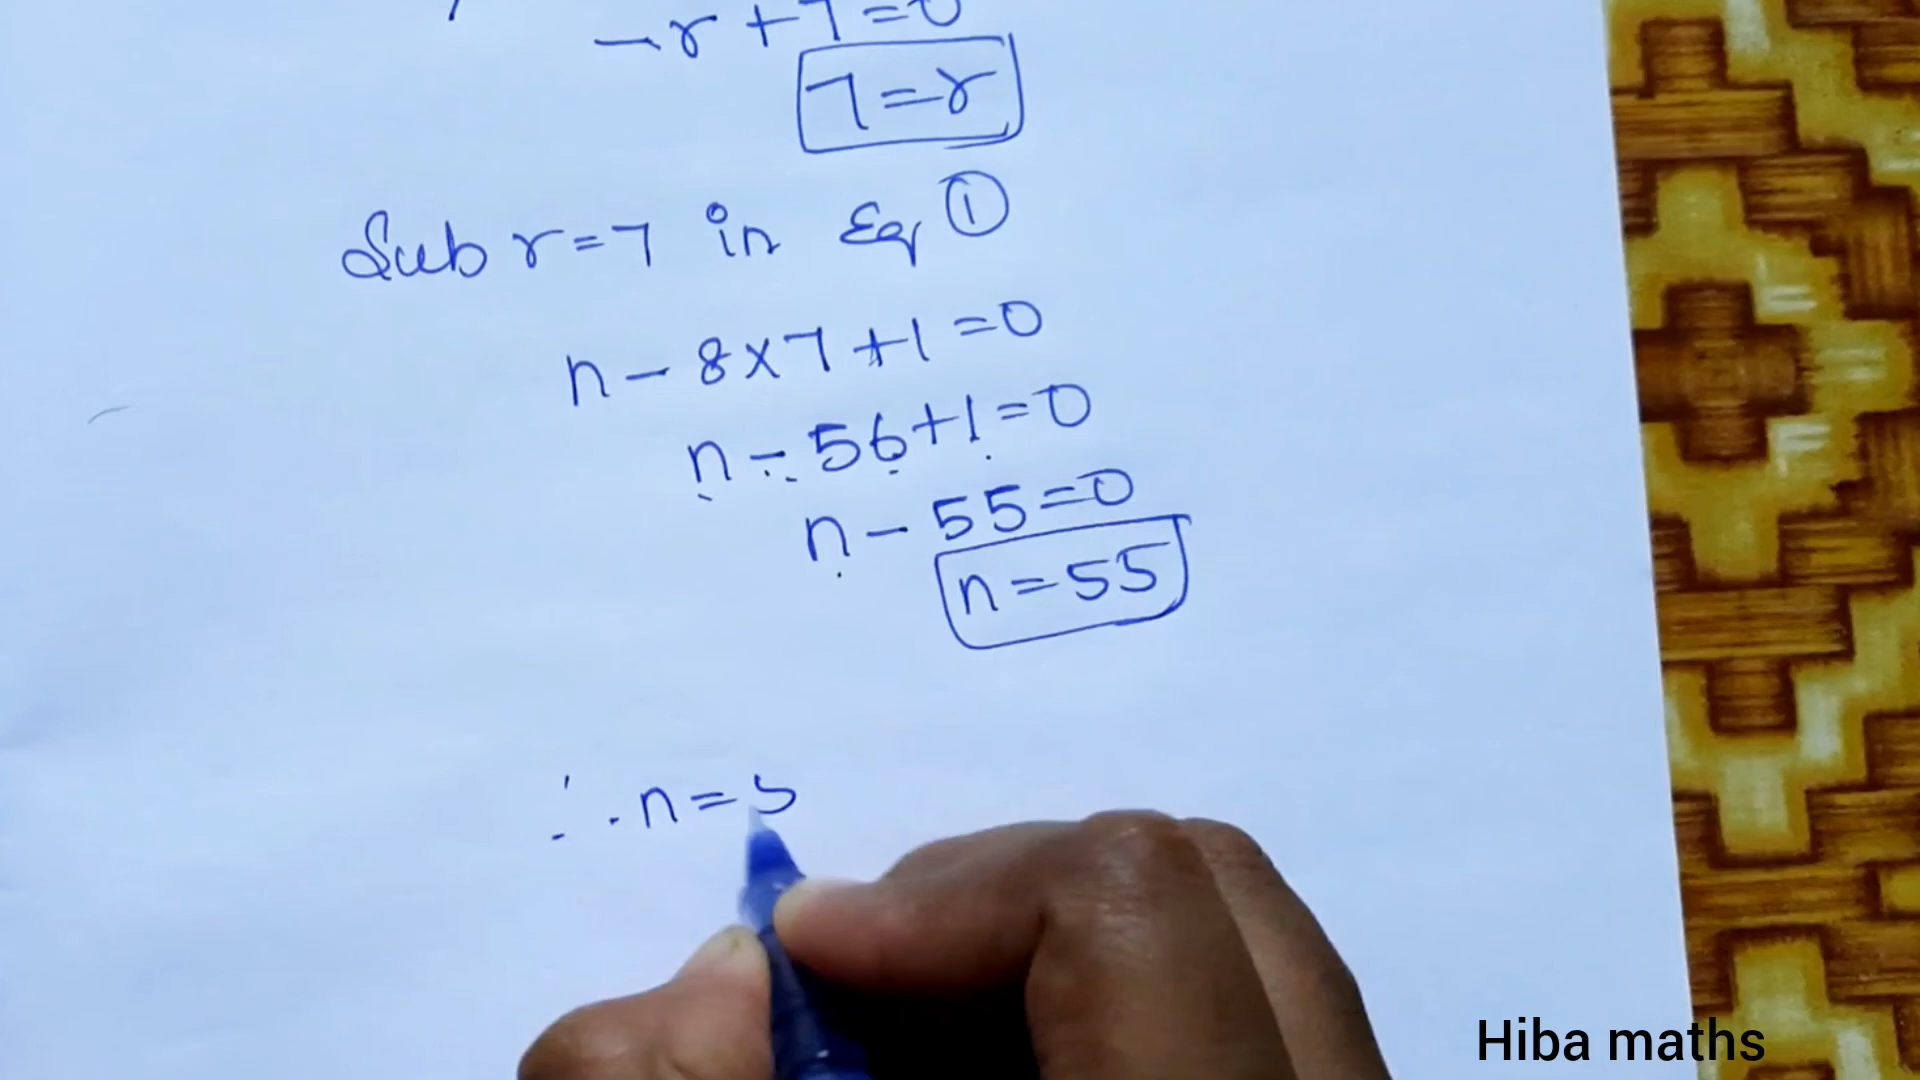 -r+7=0
7=r
Sub r=7 in Eq ①
n-8×7+1=0
n-56+1=0
n-55=0
n=55
∴ n=5
Hiba maths